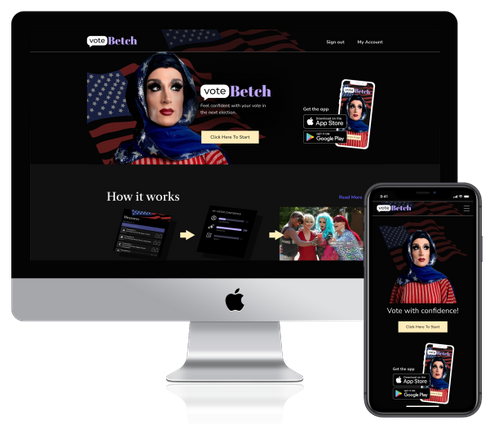 vote Betch
Sign out
My Account
vote Betch
Feel confident with your vote in
the next election.
Click Here To Start
Get the app
Download on the
App Store
GET IT ON
Google Play
How it works
Read More
vote Betch
Vote with confidence!
Click Here To Start
Get the app
Download on the
App Store
GET IT ON
Google Play